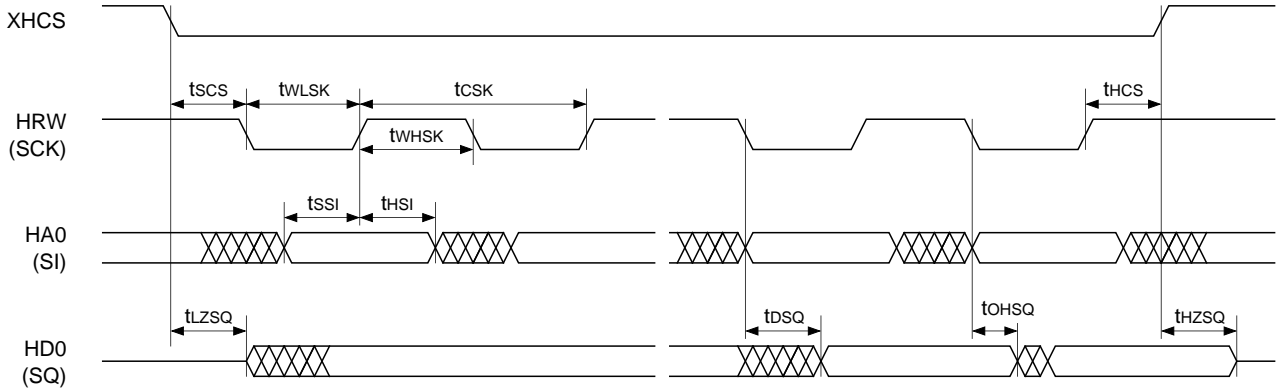 XHCS
tSCS
tWLSK
tCSK
tHCS
HRW
(SCK)
tWHSK
tSSI
tHSI
HA0
(SI)
tLZSQ
tDSQ
tOHSQ
tHZSQ
HD0
(SQ)